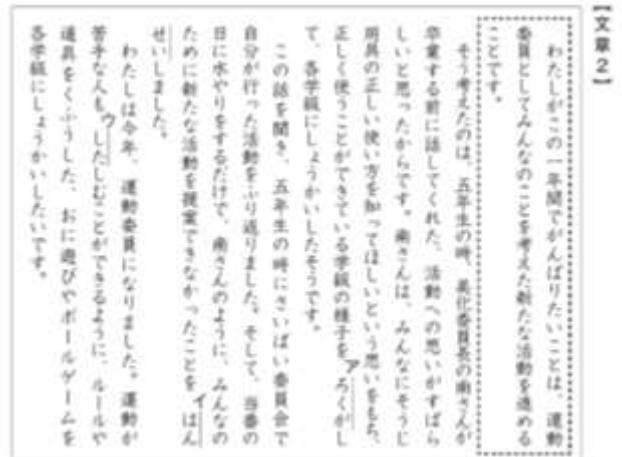 【文章2】
わたしがこの一年間でがんばりたいことは、運動
委員としてみんなのことを考えた新たな活動を進める
ことです。
そう考えたのは、五年生の時、美化委員長の南さんが
卒業する前に話してくれた、活動への思いがすばら
しいと思ったからです。南さんは、みんなにそうじ
用具の正しい使い方を知ってほしいという思いをもち、
正しく使うことができている学級の様子を アろくがし
て、各学級にしょうかいしたそうです。
この話を聞き、五年生の時にさいばい委員会で
自分が行った活動をふり返りました。そして、当番の
日に水やりをするだけで、南さんのように、みんなの
ために新たな活動を提案できなかったことを イはん
せいしました。
わたしは今年、運動委員になりました。運動が
苦手な人も ウしたしむことができるように、ルールや
道具をくふうした、おに遊びやボールゲームを
各学級にしょうかいしたいです。